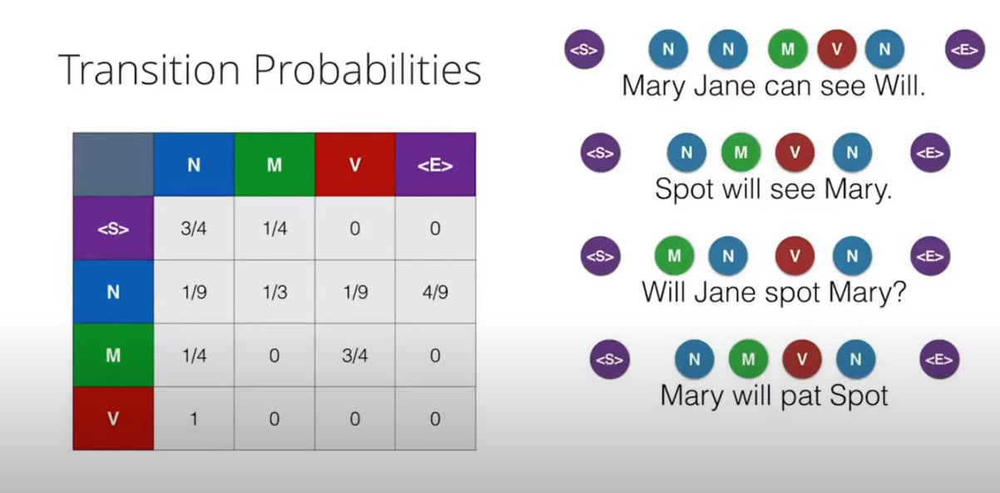 Transition Probabilities
N M V <E>
<S> 3/4 1/4 0 0
N 1/9 1/3 1/9 4/9
M 1/4 0 3/4 0
V 1 0 0 0
<S> N N M V N <E>
Mary Jane can see Will.
<S> N M V N <E>
Spot will see Mary.
<S> M N V N <E>
Will Jane spot Mary?
<S> N M V N <E>
Mary will pat Spot